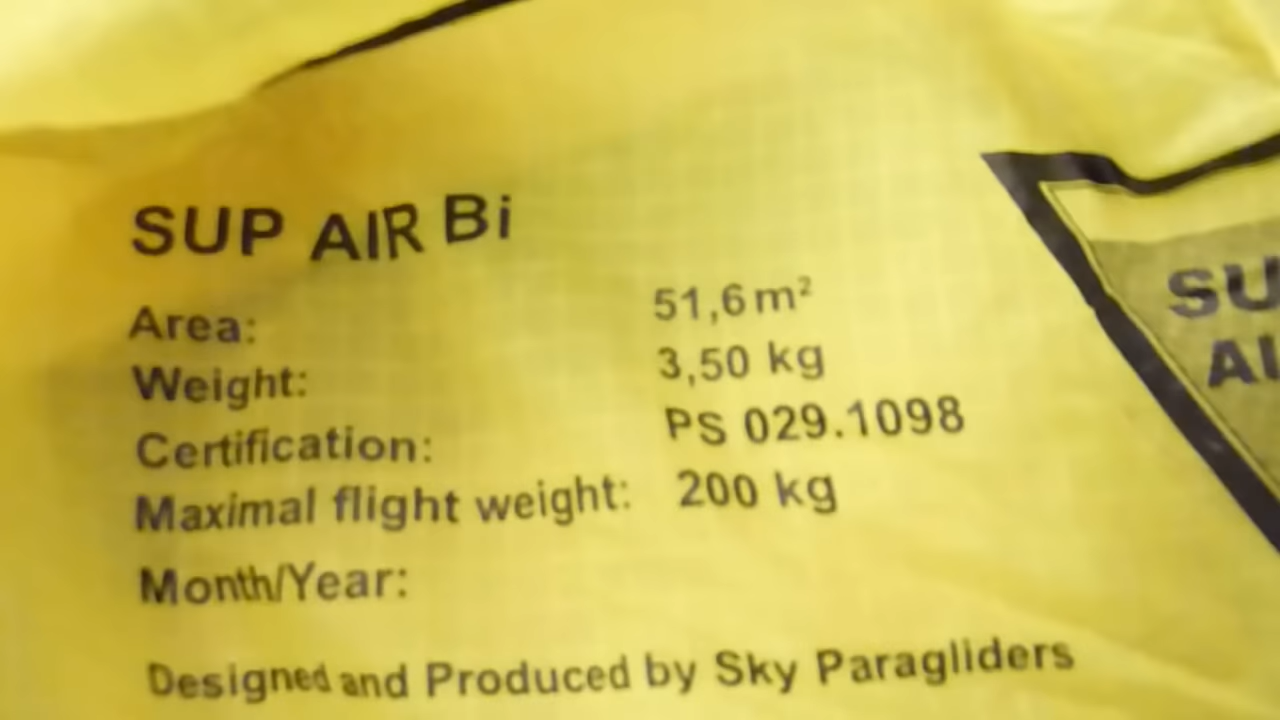 SUP AIR Bi
Area: 51,6 m²
Weight: 3,50 kg
Certification: PS 029.1098
Maximal flight weight: 200 kg
Month/Year:
Designed and Produced by Sky Paragliders
SU
AI